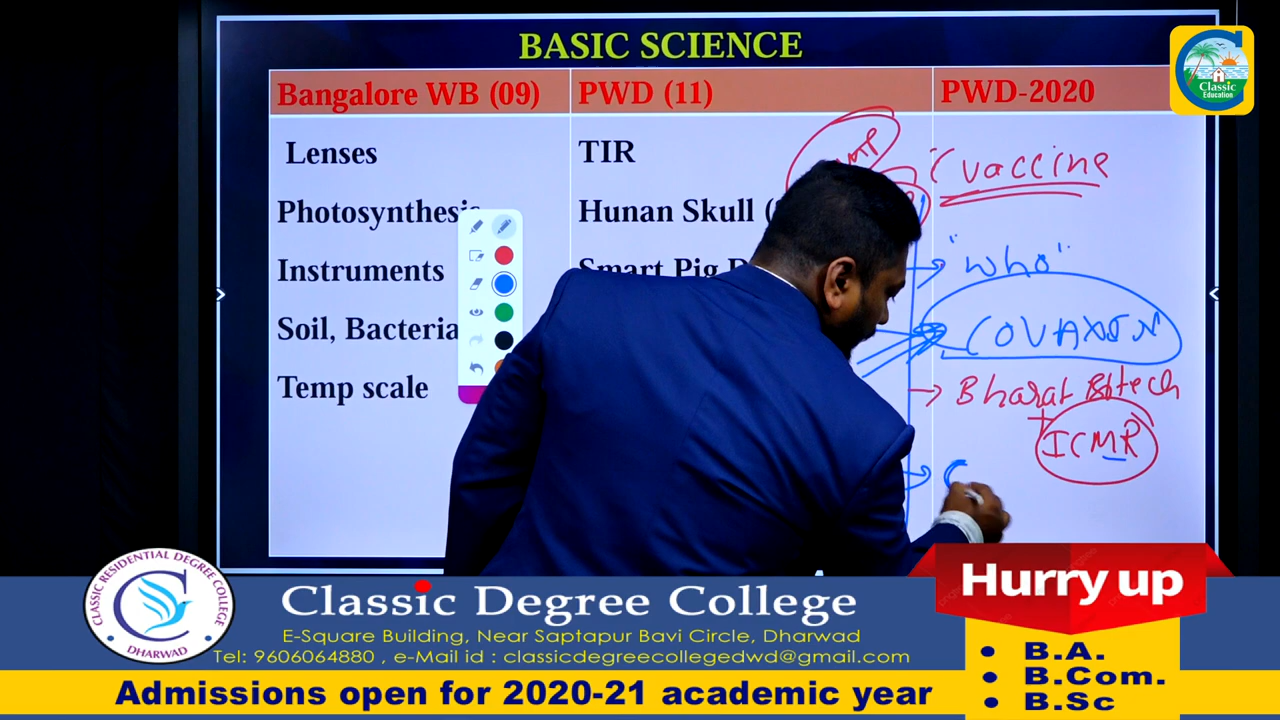 BASIC SCIENCE
Classic
Education
Bangalore WB (09)
PWD (11)
PWD-2020
Lenses
Photosynthesis
Instruments
Soil, Bacteria
Temp scale
TIR
Hunan Skull (
Smart Pig
vaccine
"who"
COVAXIN
Bharat Biotech
+
ICMR
CLASSIC RESIDENTIAL DEGREE COLLEGE
DHARWAD
Classic Degree College
E-Square Building, Near Saptapur Bavi Circle, Dharwad
Tel: 9606064880 , e-Mail id : classicdegreecollegedwd@gmail.com
Admissions open for 2020-21 academic year
Hurry up
• B.A.
• B.Com.
• B.Sc